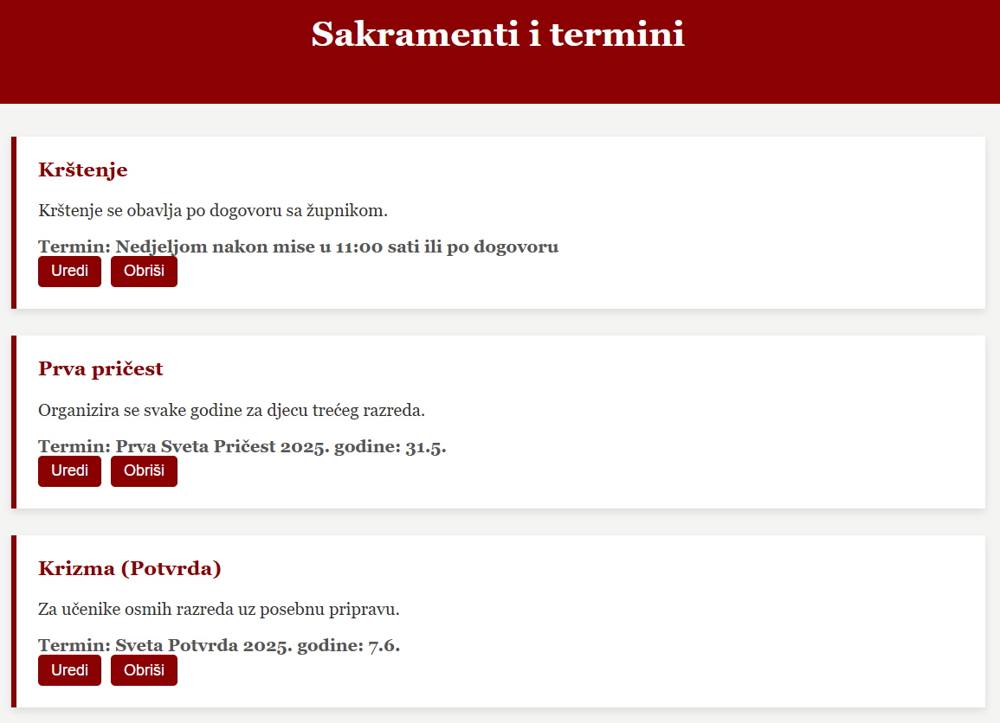 Sakramenti i termini
Krštenje
Krštenje se obavlja po dogovoru sa župnikom.
Termin: Nedjeljom nakon mise u 11:00 sati ili po dogovoru
Uredi Obriši
Prva pričest
Organizira se svake godine za djecu trećeg razreda.
Termin: Prva Sveta Pričest 2025. godine: 31.5.
Uredi Obriši
Krizma (Potvrda)
Za učenike osmih razreda uz posebnu pripravu.
Termin: Sveta Potvrda 2025. godine: 7.6.
Uredi Obriši